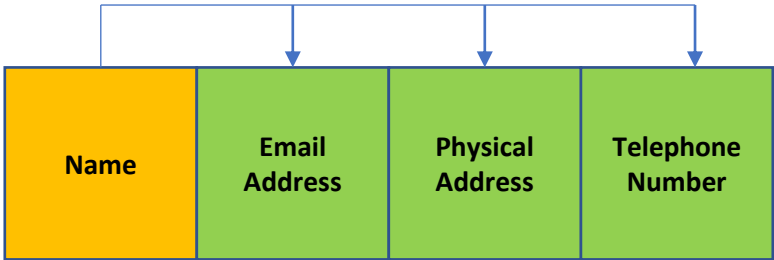 Name
Email
Address
Physical
Address
Telephone
Number